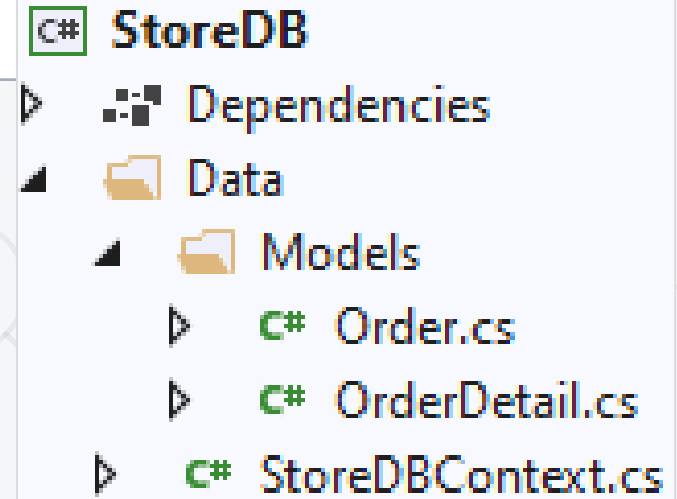 C# StoreDB
Dependencies
Data
Models
C# Order.cs
C# OrderDetail.cs
C# StoreDBContext.cs